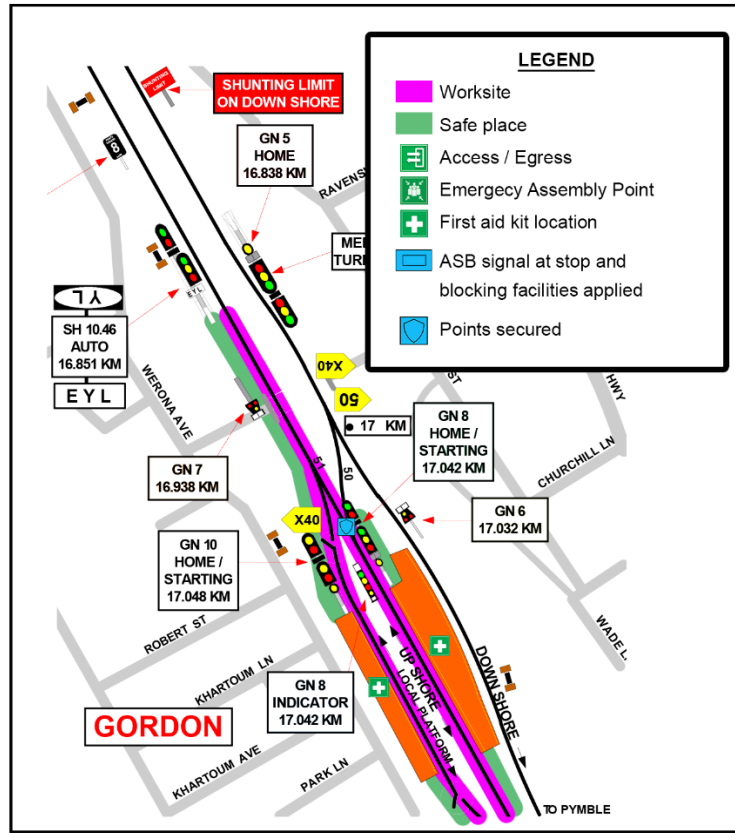 LEGEND
Worksite
Safe place
Access / Egress
Emergecy Assembly Point
First aid kit location
ASB signal at stop and
blocking facilities applied
Points secured
SHUNTING
LIMIT
SHUNTING LIMIT
ON DOWN SHORE
GN 5
HOME
16.838 KM
8
TURN
EYL
YL
SH 10.46
AUTO
16.851 KM
E Y L
WERONA AVE
X40
50
17 KM
HWY
ST
CHURCHILL LN
GN 8
HOME /
STARTING
17.042 KM
GN 7
16.938 KM
51
50
X40
GN 6
17.032 KM
GN 10
HOME /
STARTING
17.048 KM
ROBERT ST
KHARTOUM LN
GN 8
INDICATOR
17.042 KM
UP SHORE
LOCAL PLATFORM
DOWN SHORE
GORDON
KHARTOUM AVE
PARK LN
TO PYMBLE